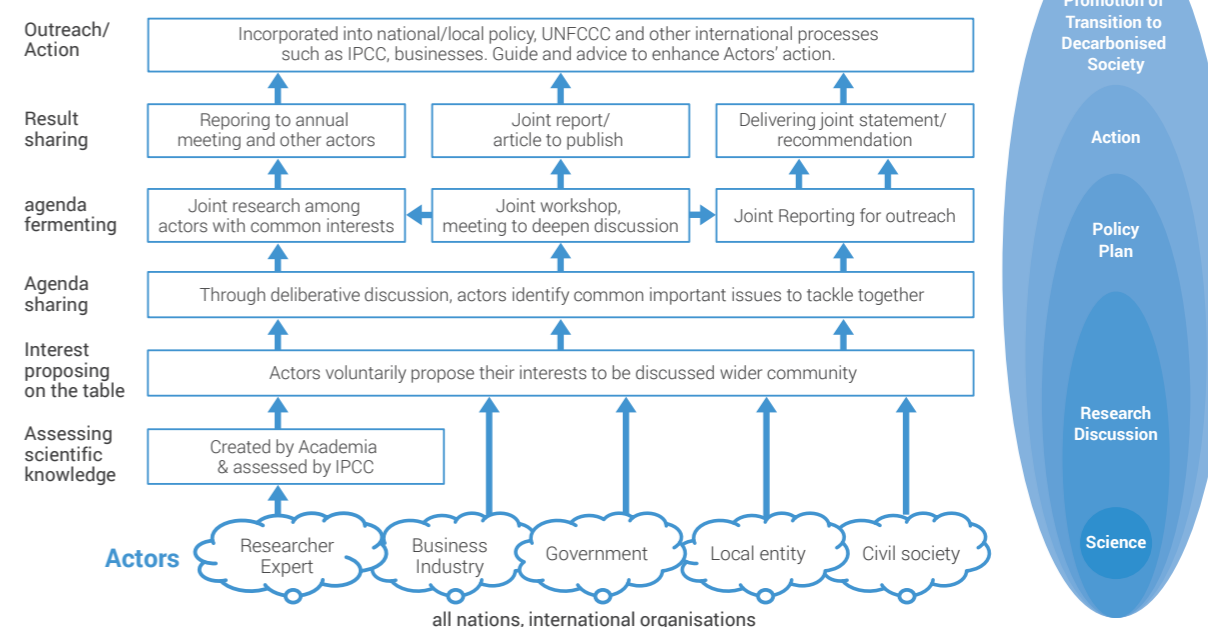 Outreach/
Action
Incorporated into national/local policy, UNFCCC and other international processes
such as IPCC, businesses. Guide and advice to enhance Actors' action.
Result
sharing
Reporing to annual
meeting and other actors
Joint report/
article to publish
Delivering joint statement/
recommendation
agenda
fermenting
Joint research among
actors with common interests
Joint workshop,
meeting to deepen discussion
Joint Reporting for outreach
Agenda
sharing
Through deliberative discussion, actors identify common important issues to tackle together
Interest
proposing
on the table
Actors voluntarily propose their interests to be discussed wider community
Assessing
scientific
knowledge
Created by Academia
& assessed by IPCC
Actors
Researcher
Expert
Business
Industry
Government
Local entity
Civil society
all nations, international organisations
Promotion of
Transition to
Decarbonised
Society
Action
Policy
Plan
Research
Discussion
Science